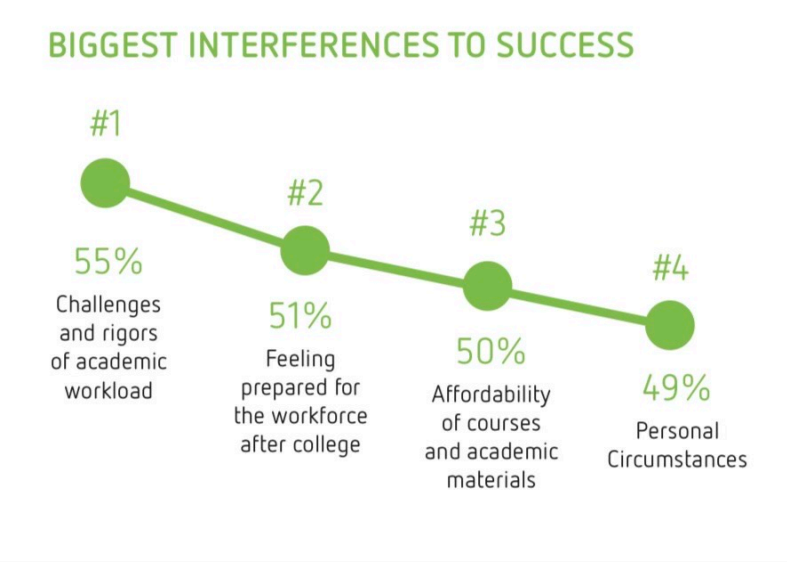 BIGGEST INTERFERENCES TO SUCCESS
#1
55%
Challenges
and rigors
of academic
workload
#2
51%
Feeling
prepared for
the workforce
after college
#3
50%
Affordability
of courses
and academic
materials
#4
49%
Personal
Circumstances